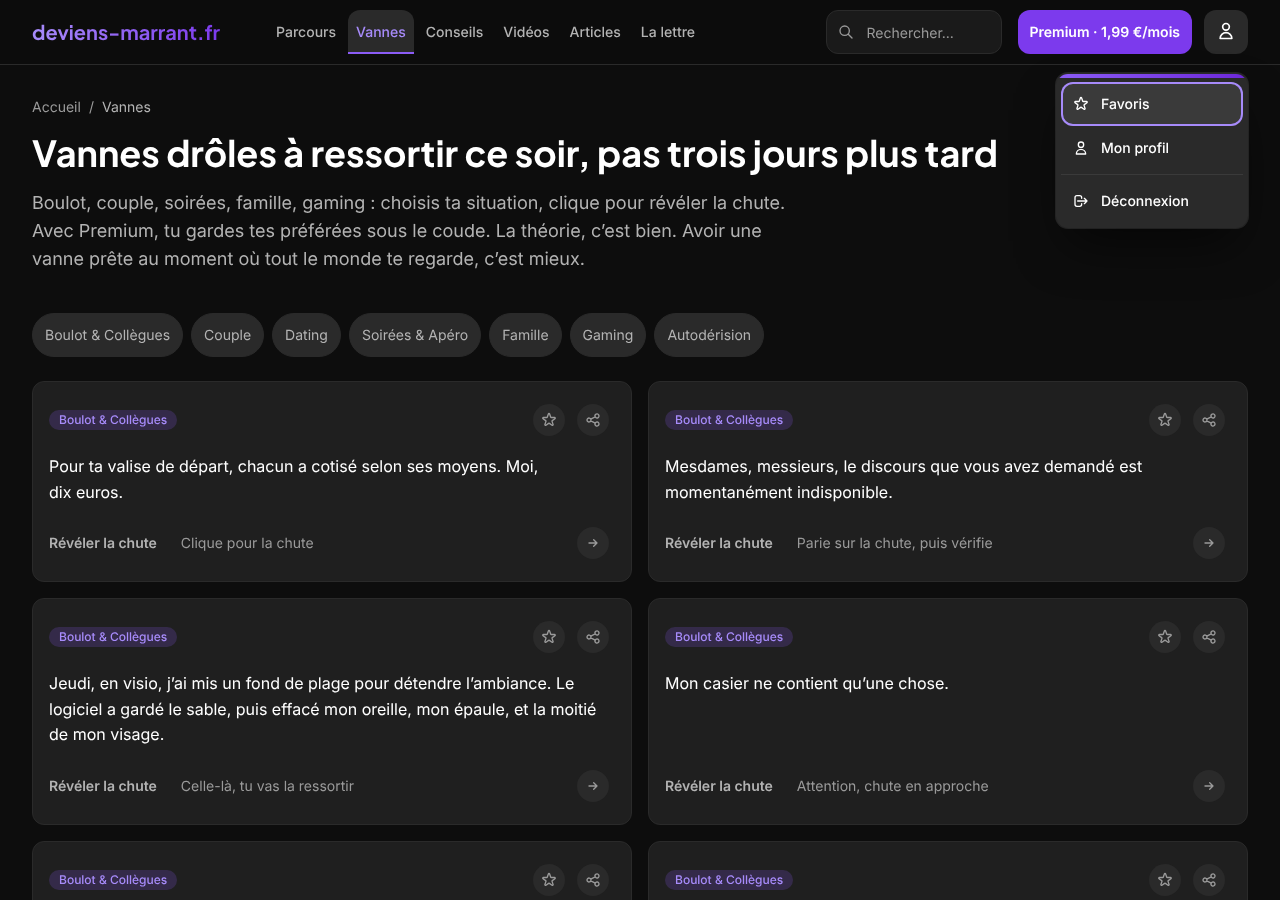 deviens-marrant.fr
Parcours
Vannes
Conseils
Vidéos
Articles
La lettre
Rechercher...
Premium · 1,99 €/mois
Favoris
Mon profil
Déconnexion
Accueil / Vannes
Vannes drôles à ressortir ce soir, pas trois jours plus tard
Boulot, couple, soirées, famille, gaming : choisis ta situation, clique pour révéler la chute.
Avec Premium, tu gardes tes préférées sous le coude. La théorie, c’est bien. Avoir une
vanne prête au moment où tout le monde te regarde, c’est mieux.
Boulot & Collègues
Couple
Dating
Soirées & Apéro
Famille
Gaming
Autodérision
Boulot & Collègues
Pour ta valise de départ, chacun a cotisé selon ses moyens. Moi,
dix euros.
Révéler la chute
Clique pour la chute
Boulot & Collègues
Mesdames, messieurs, le discours que vous avez demandé est
momentanément indisponible.
Révéler la chute
Parie sur la chute, puis vérifie
Boulot & Collègues
Jeudi, en visio, j’ai mis un fond de plage pour détendre l’ambiance. Le
logiciel a gardé le sable, puis effacé mon oreille, mon épaule, et la moitié
de mon visage.
Révéler la chute
Celle-là, tu vas la ressortir
Boulot & Collègues
Mon casier ne contient qu’une chose.
Révéler la chute
Attention, chute en approche
Boulot & Collègues
Boulot & Collègues